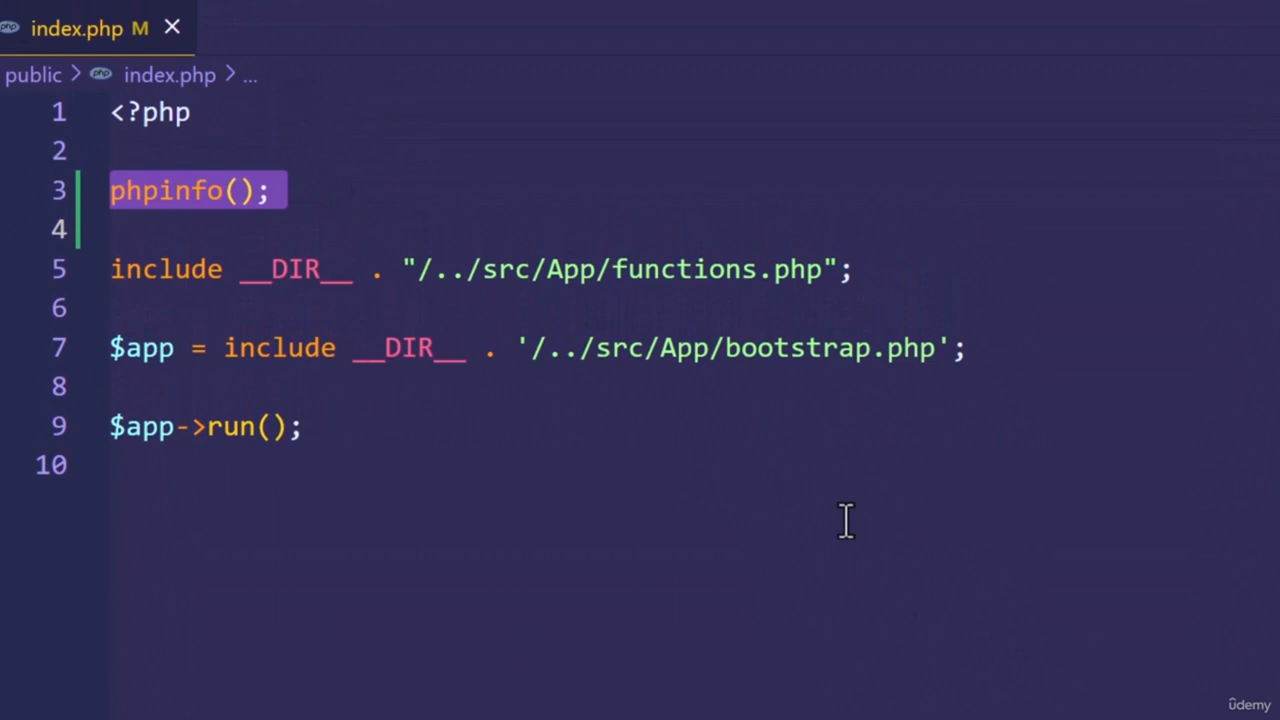 index.php M
public > index.php > ...
1 <?php
2
3 phpinfo();
4
5 include __DIR__ . "/../src/App/functions.php";
6
7 $app = include __DIR__ . '/../src/App/bootstrap.php';
8
9 $app->run();
10
ûdemy